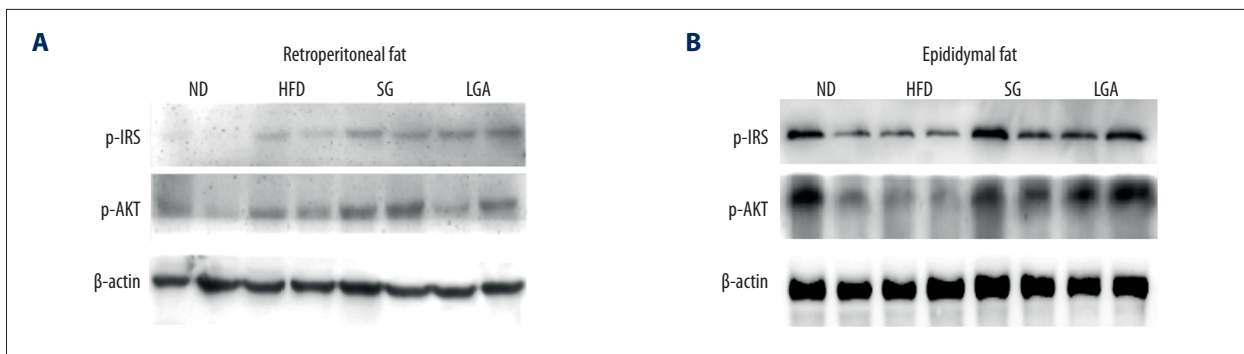 A
Retroperitoneal fat
ND HFD SG LGA
p-IRS
p-AKT
β-actin
B
Epididymal fat
ND HFD SG LGA
p-IRS
p-AKT
β-actin